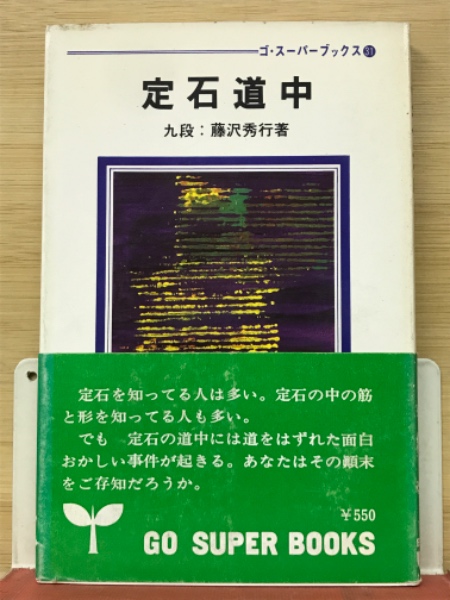 ゴ・スーパーブックス 31
定石道中
九段：藤沢秀行著
定石を知ってる人は多い。定石の中の筋
と形を知ってる人も多い。
でも 定石の道中には道をはずれた面白
おかしい事件が起きる。あなたはその顚末
をご存知だろうか。
￥550
GO SUPER BOOKS